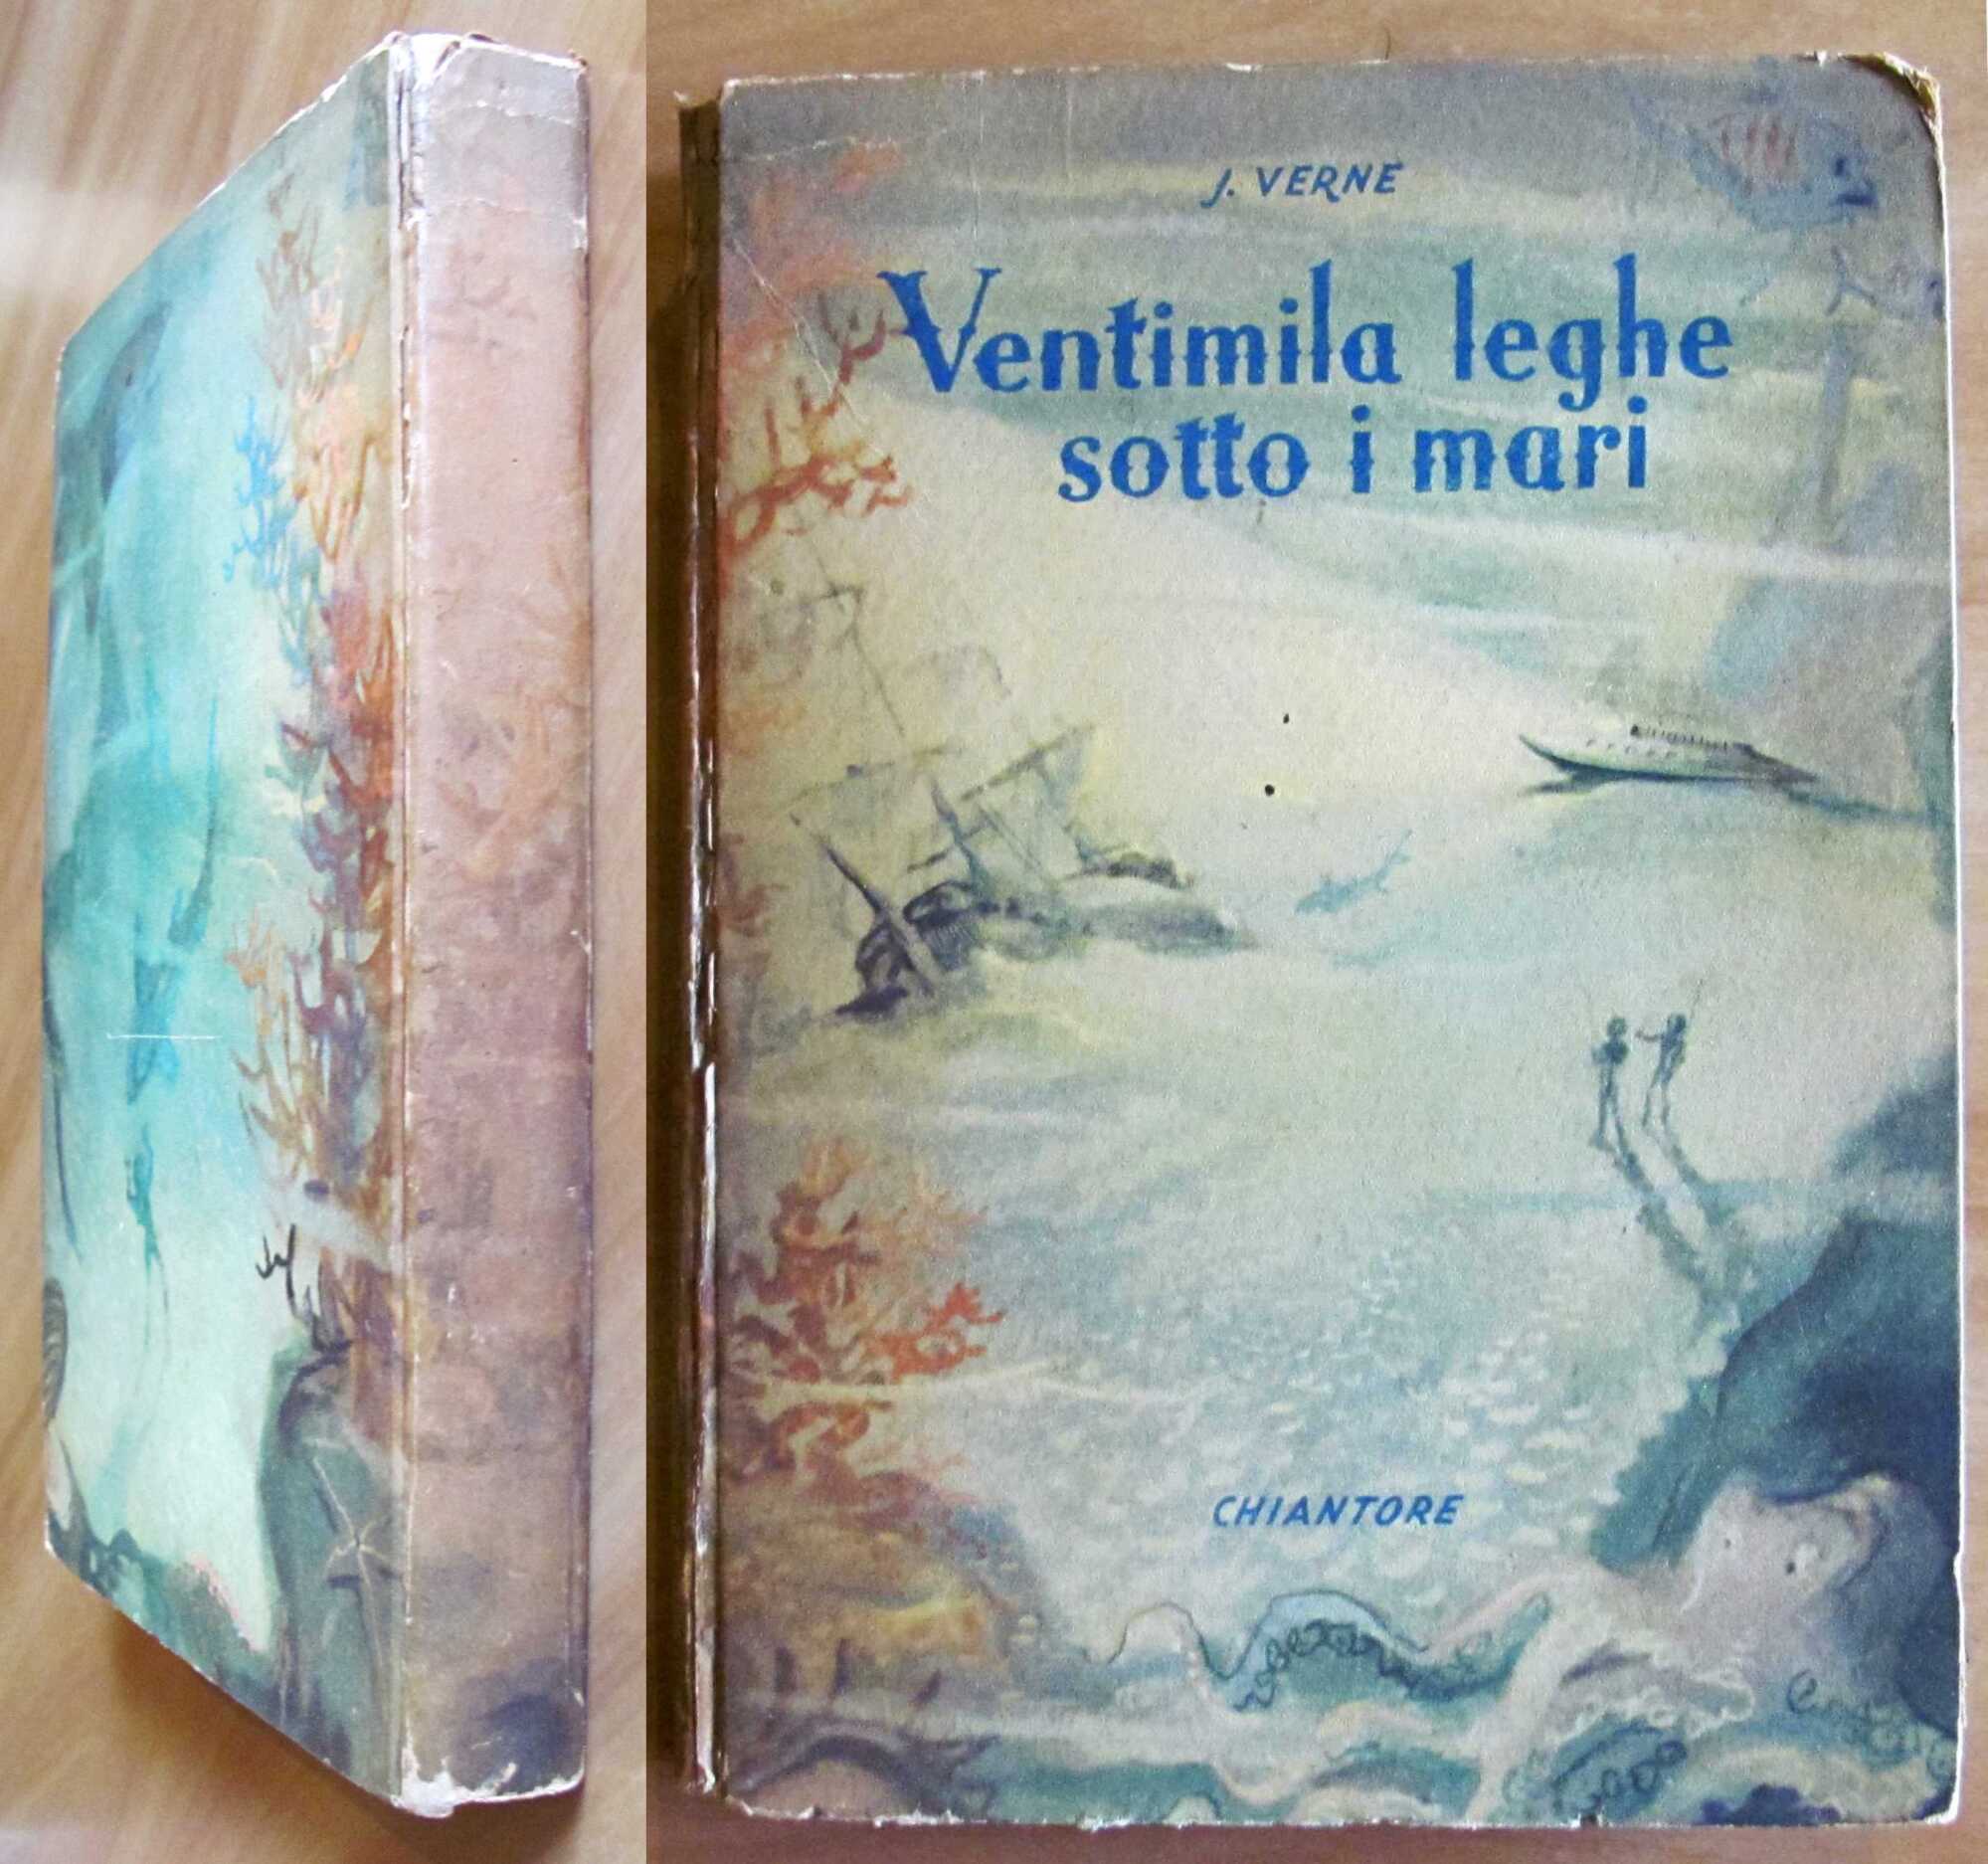 J. VERNE
Ventimila leghe
sotto i mari
CHIANTORE